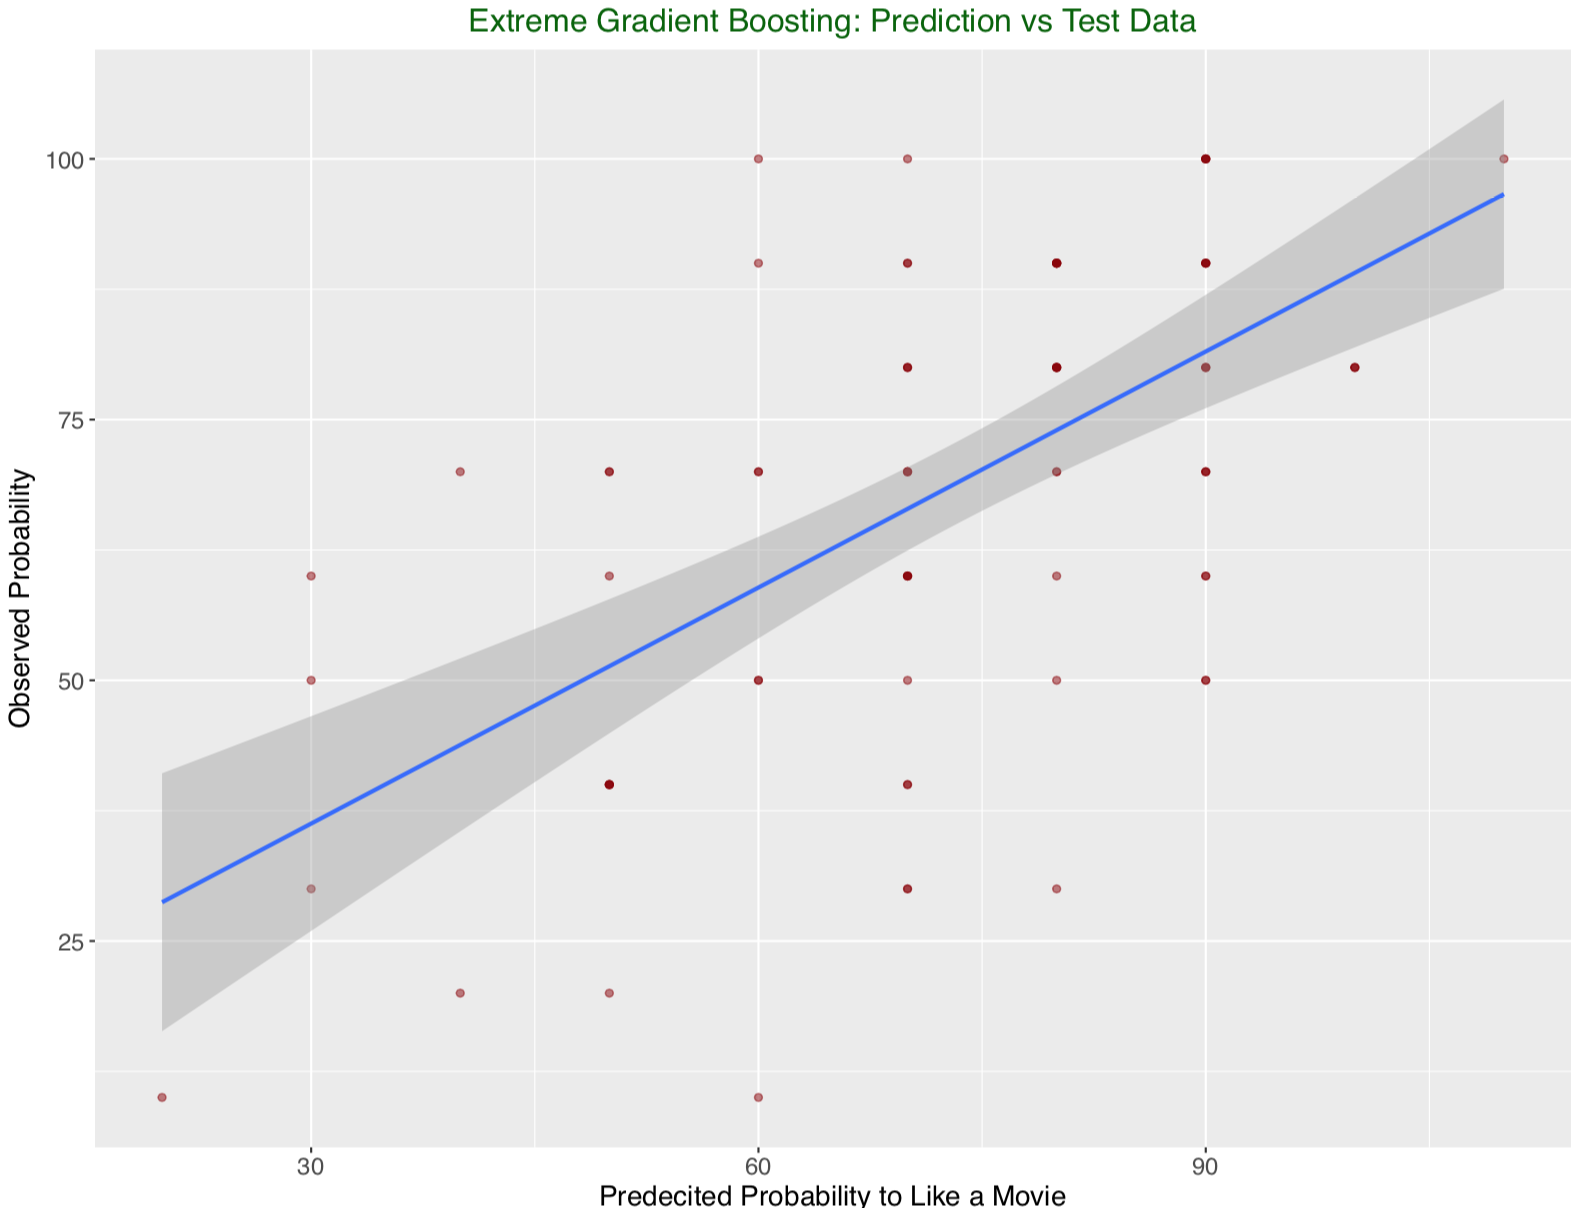 Extreme Gradient Boosting: Prediction vs Test Data
100
75
50
25
Observed Probability
30 60 90
Predecited Probability to Like a Movie